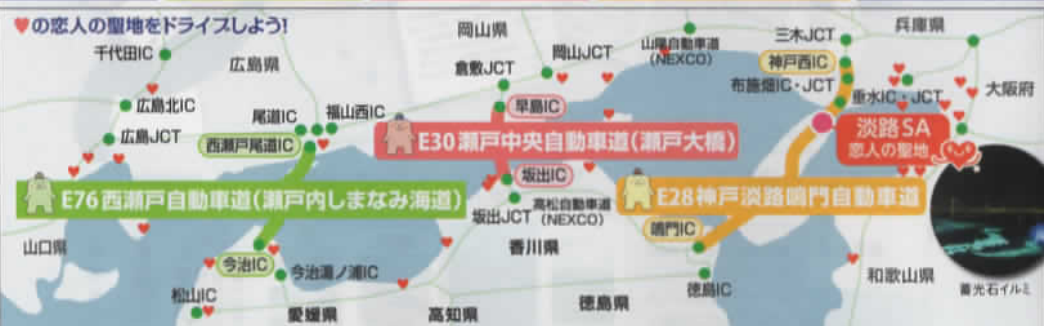 ♥の恋人の聖地をドライブしよう!
千代田IC
広島県
岡山県
三木JCT
兵庫県
倉敷JCT
岡山JCT
山尾自動車道
(NEXCO)
神戸西IC
布施畑IC・JCT
垂水IC・JCT
大阪府
広島北IC
広島JCT
尾道IC
福山西IC
西瀬戸尾道IC
早島IC
E30 瀬戸中央自動車道(瀬戸大橋)
淡路SA
恋人の聖地
坂出IC
E76 西瀬戸自動車道(瀬戸内しまなみ海道)
坂出JCT
高松自動車道
(NEXCO)
E28 神戸淡路鳴門自動車道
鳴門IC
山口県
今治IC
今治湯ノ浦IC
香川県
徳島IC
和歌山県
松山IC
愛媛県
高知県
徳島県
蓄光石イルミ